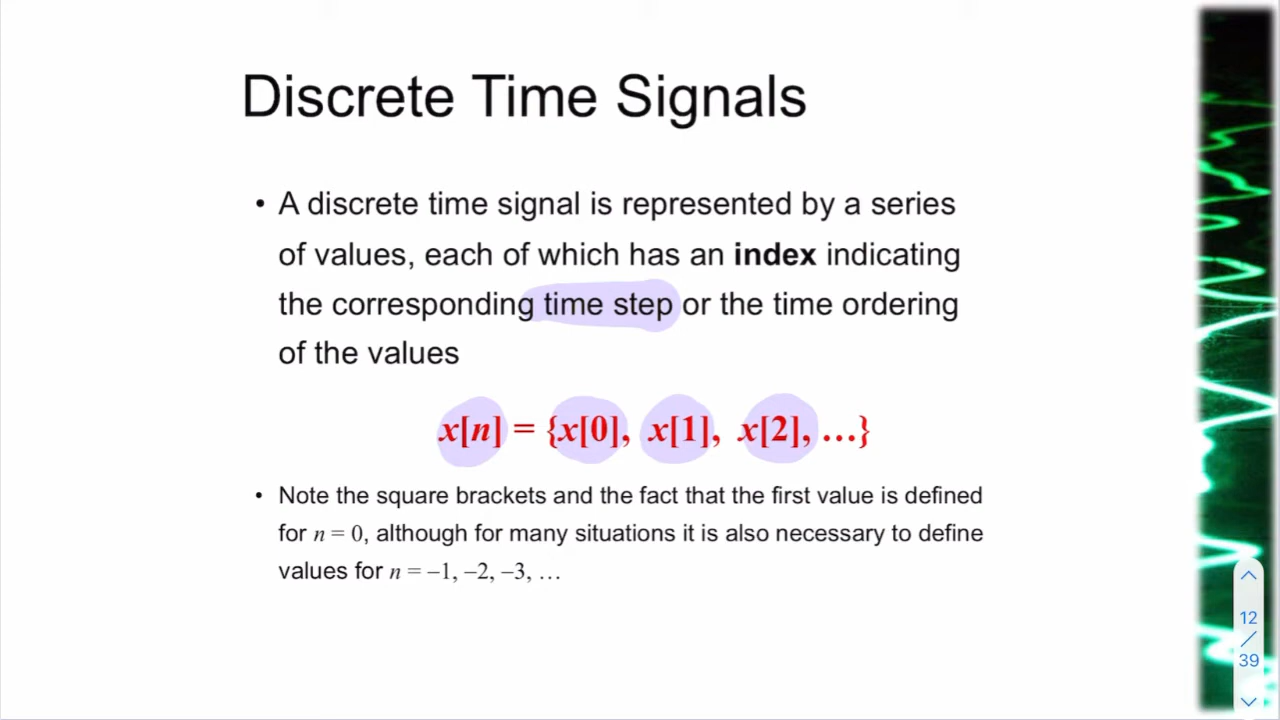 Discrete Time Signals
• A discrete time signal is represented by a series
of values, each of which has an index indicating
the corresponding time step or the time ordering
of the values
x[n] = {x[0], x[1], x[2], …}
• Note the square brackets and the fact that the first value is defined
for n = 0, although for many situations it is also necessary to define
values for n = –1, –2, –3, …
12
/
39